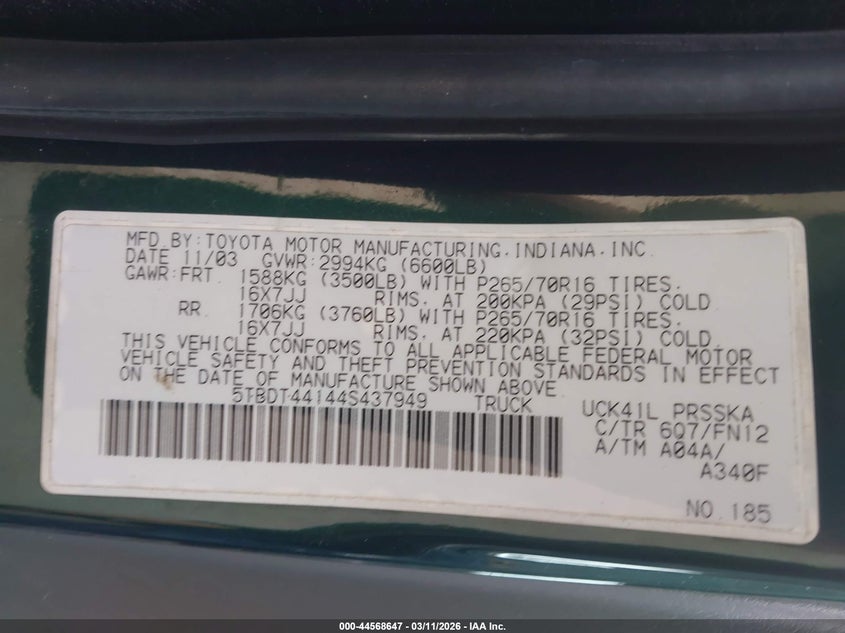 MFD.BY:TOYOTA MOTOR MANUFACTURING.INDIANA.INC.
DATE 11/03 GVWR:2994KG (6600LB)
GAWR:FRT. 1588KG (3500LB) WITH P265/70R16 TIRES.
16X7JJ RIMS. AT 200KPA (29PSI) COLD.
RR. 1706KG (3760LB) WITH P265/70R16 TIRES.
16X7JJ RIMS. AT 220KPA (32PSI) COLD.
THIS VEHICLE CONFORMS TO ALL APPLICABLE FEDERAL MOTOR
VEHICLE SAFETY AND THEFT PREVENTION STANDARDS IN EFFECT
ON THE DATE OF MANUFACTURE SHOWN ABOVE.
5TBDT44144S437949 TRUCK
UCK41L PRSSKA
C/TR 6Q7/FN12
A/TM A04A/
A340F
NO.185
000-44568647 - 03/11/2026 - IAA Inc.